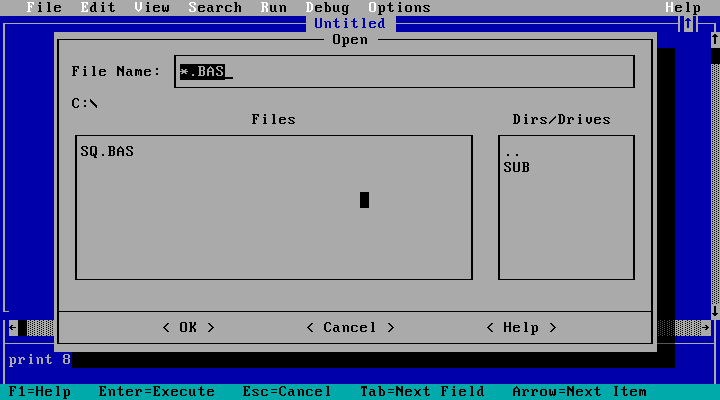 File Edit View Search Run Debug Options Help
Untitled
Open
File Name: *.BAS_
C:\
Files Dirs/Drives
SQ.BAS ..
SUB
< OK > < Cancel > < Help >
print 8
F1=Help Enter=Execute Esc=Cancel Tab=Next Field Arrow=Next Item